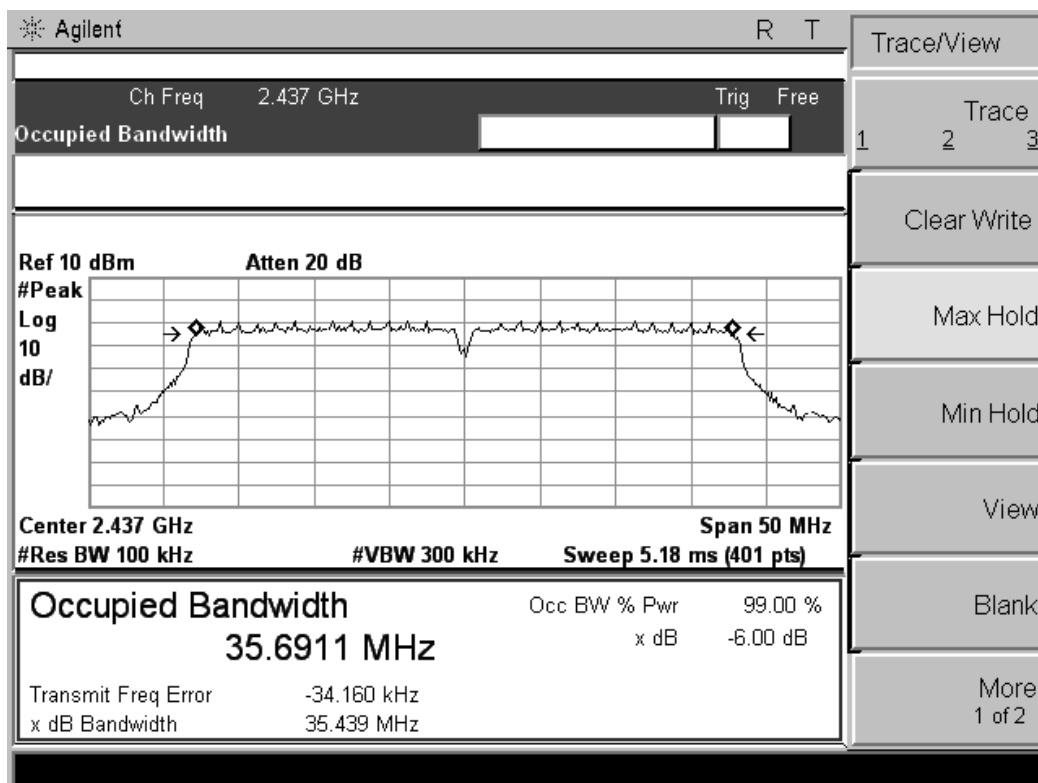 Agilent R T
Ch Freq 2.437 GHz Trig Free
Occupied Bandwidth
Ref 10 dBm Atten 20 dB
#Peak
Log
10
dB/
Center 2.437 GHz Span 50 MHz
#Res BW 100 kHz #VBW 300 kHz Sweep 5.18 ms (401 pts)
Occupied Bandwidth Occ BW % Pwr 99.00 %
35.6911 MHz x dB -6.00 dB
Transmit Freq Error -34.160 kHz
x dB Bandwidth 35.439 MHz
Trace/View
Trace
1 2 3
Clear Write
Max Hold
Min Hold
View
Blank
More
1 of 2